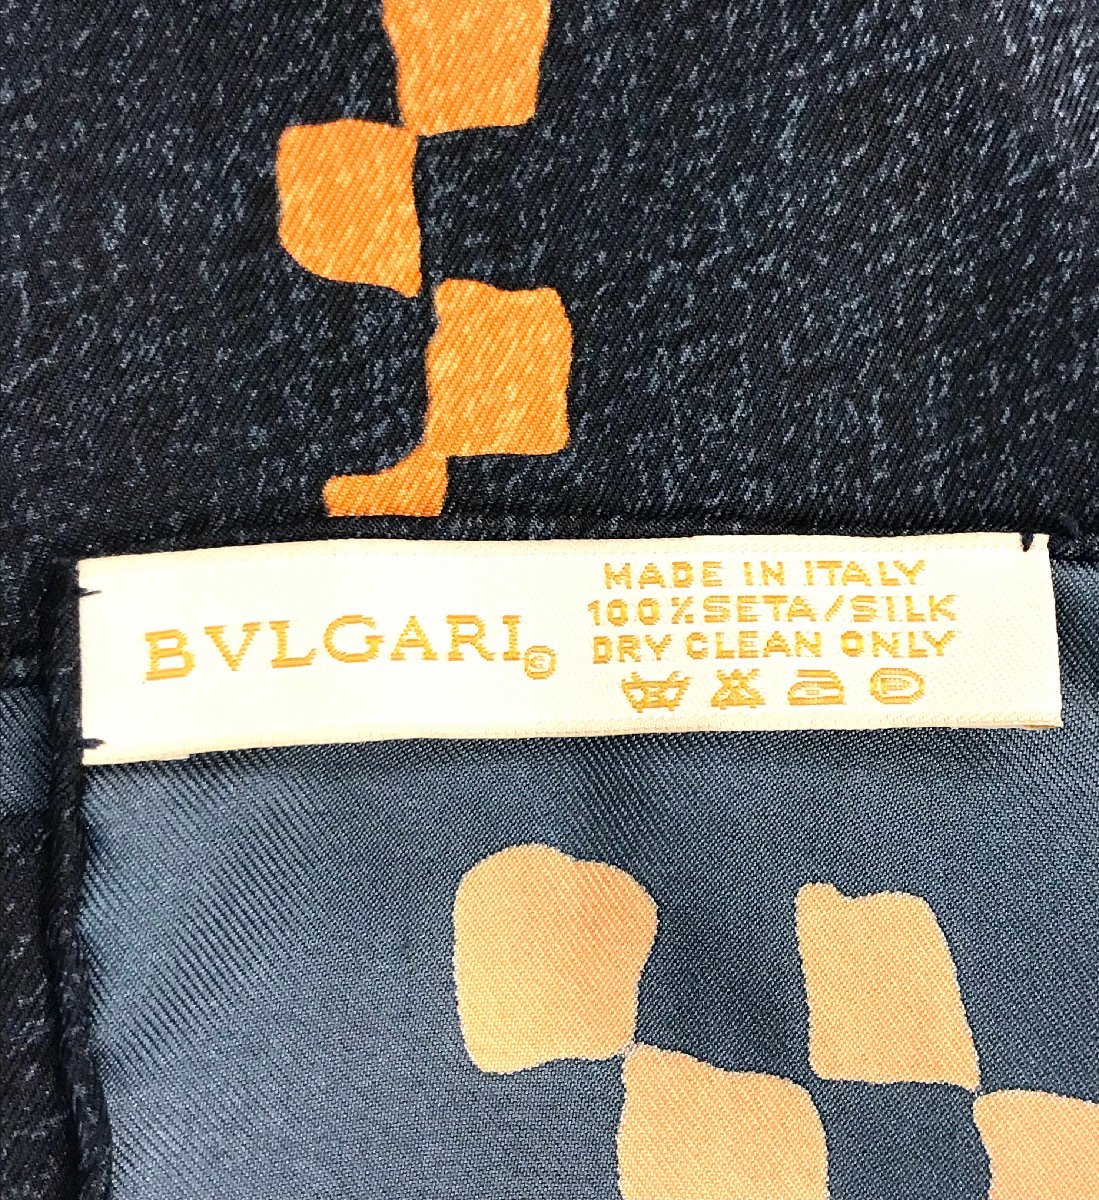 BVLGARI©
MADE IN ITALY
100% SETA/SILK
DRY CLEAN ONLY